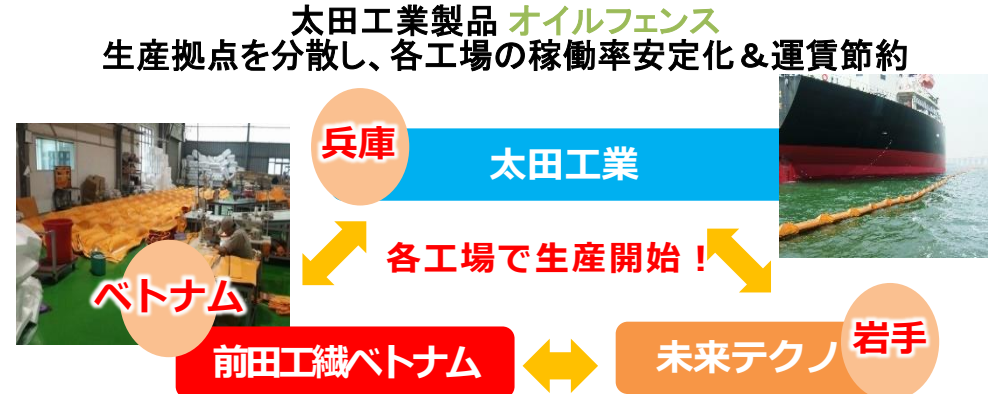 太田工業製品 オイルフェンス
生産拠点を分散し、各工場の稼働率安定化＆運賃節約
兵庫
太田工業
各工場で生産開始！
ベトナム
前田工繊ベトナム
未来テクノ
岩手